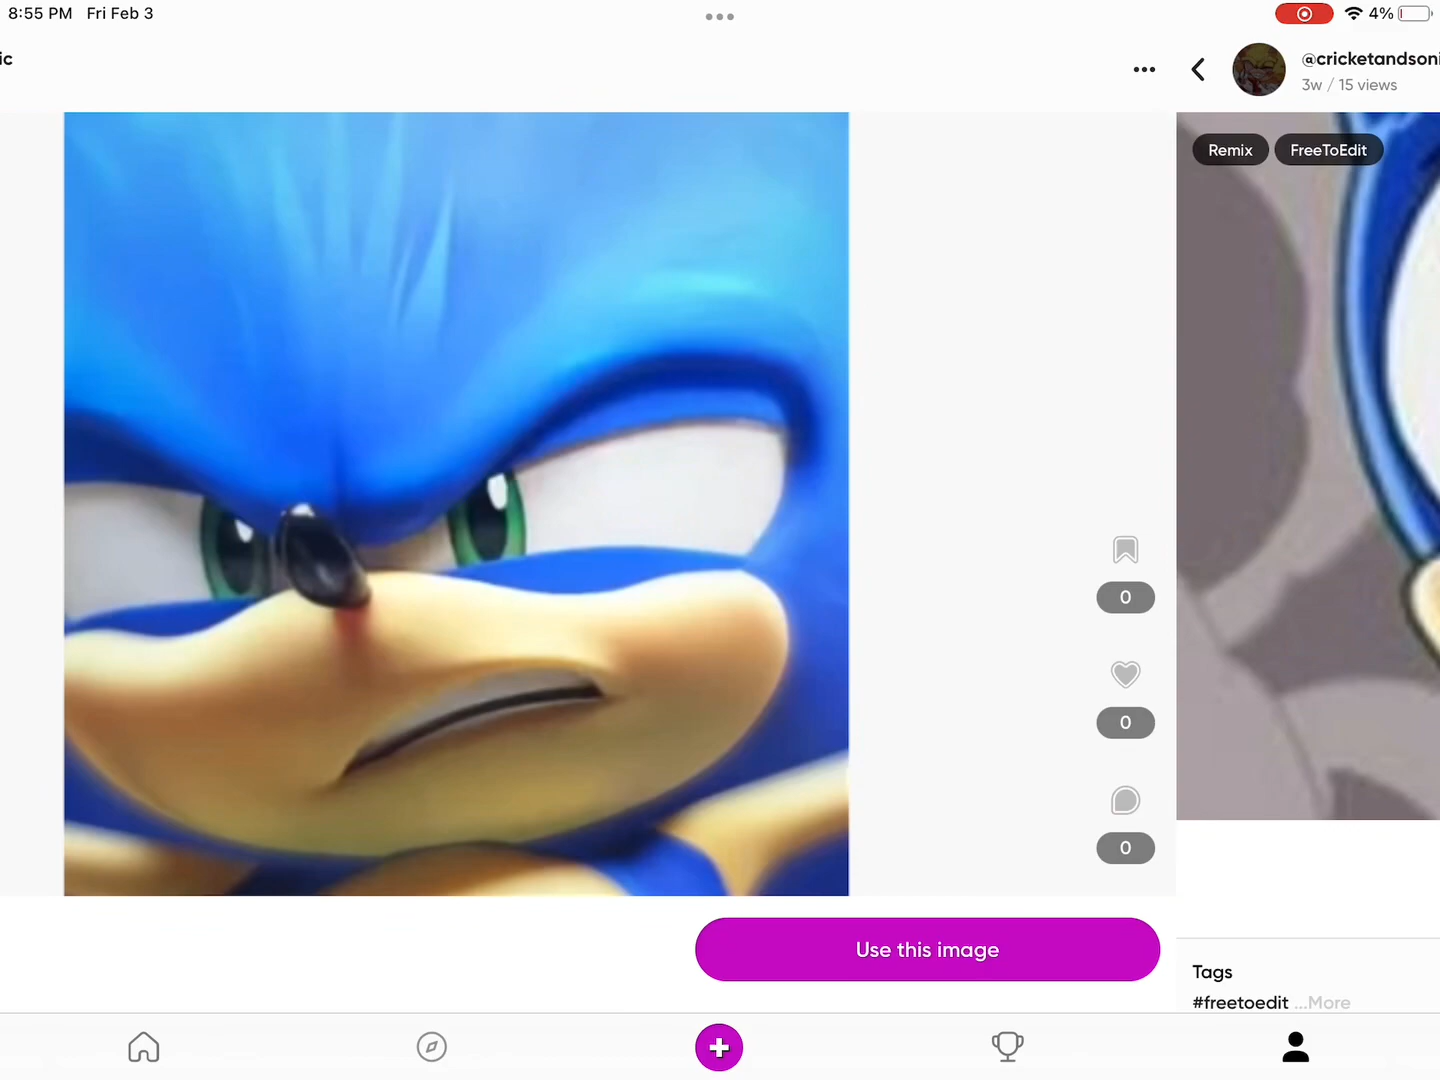 8:55 PM Fri Feb 3
4%
ic
@cricketandsoni
3w / 15 views
Remix
FreeToEdit
0
0
0
Use this image
Tags
#freetoedit ...More